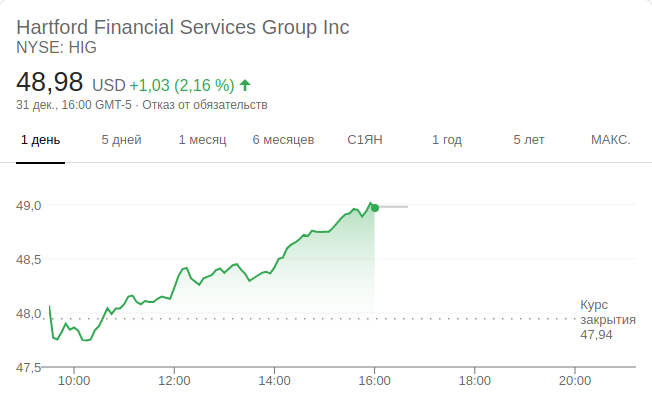 Hartford Financial Services Group Inc
NYSE: HIG
48,98 USD +1,03 (2,16 %)
31 дек., 16:00 GMT-5 · Отказ от обязательств
1 день 5 дней 1 месяц 6 месяцев С1ЯН 1 год 5 лет МАКС.
49,0
48,5
48,0
47,5
Курс
закрытия
47,94
10:00 12:00 14:00 16:00 18:00 20:00